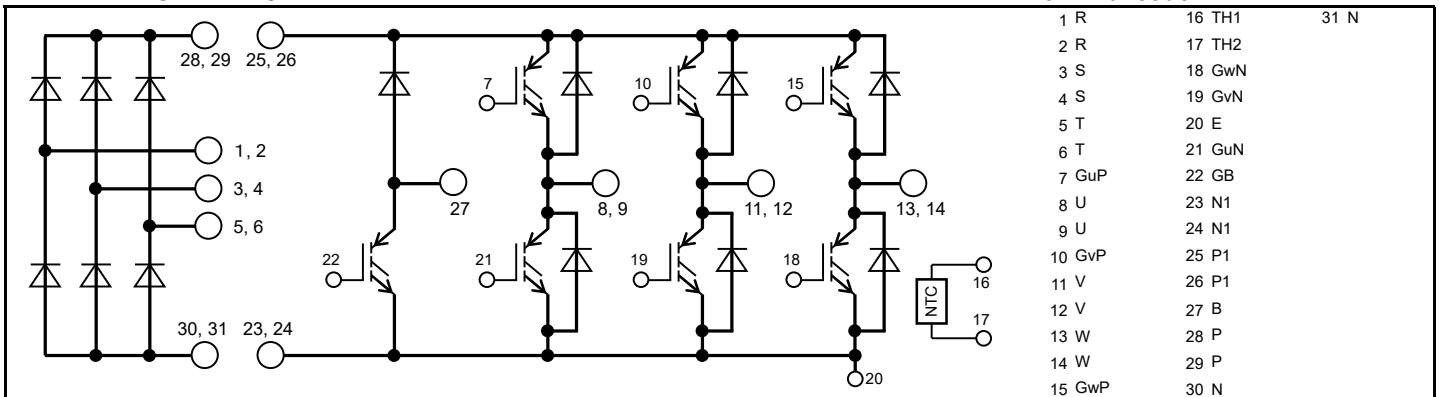 28, 29
25, 26
1, 2
3, 4
5, 6
30, 31
23, 24
27
22
7
8, 9
21
10
11, 12
19
15
13, 14
18
20
NTC
16
17
1 R
2 R
3 S
4 S
5 T
6 T
7 GuP
8 U
9 U
10 GvP
11 V
12 V
13 W
14 W
15 GwP
16 TH1
17 TH2
18 GwN
19 GvN
20 E
21 GuN
22 GB
23 N1
24 N1
25 P1
26 P1
27 B
28 P
29 P
30 N
31 N